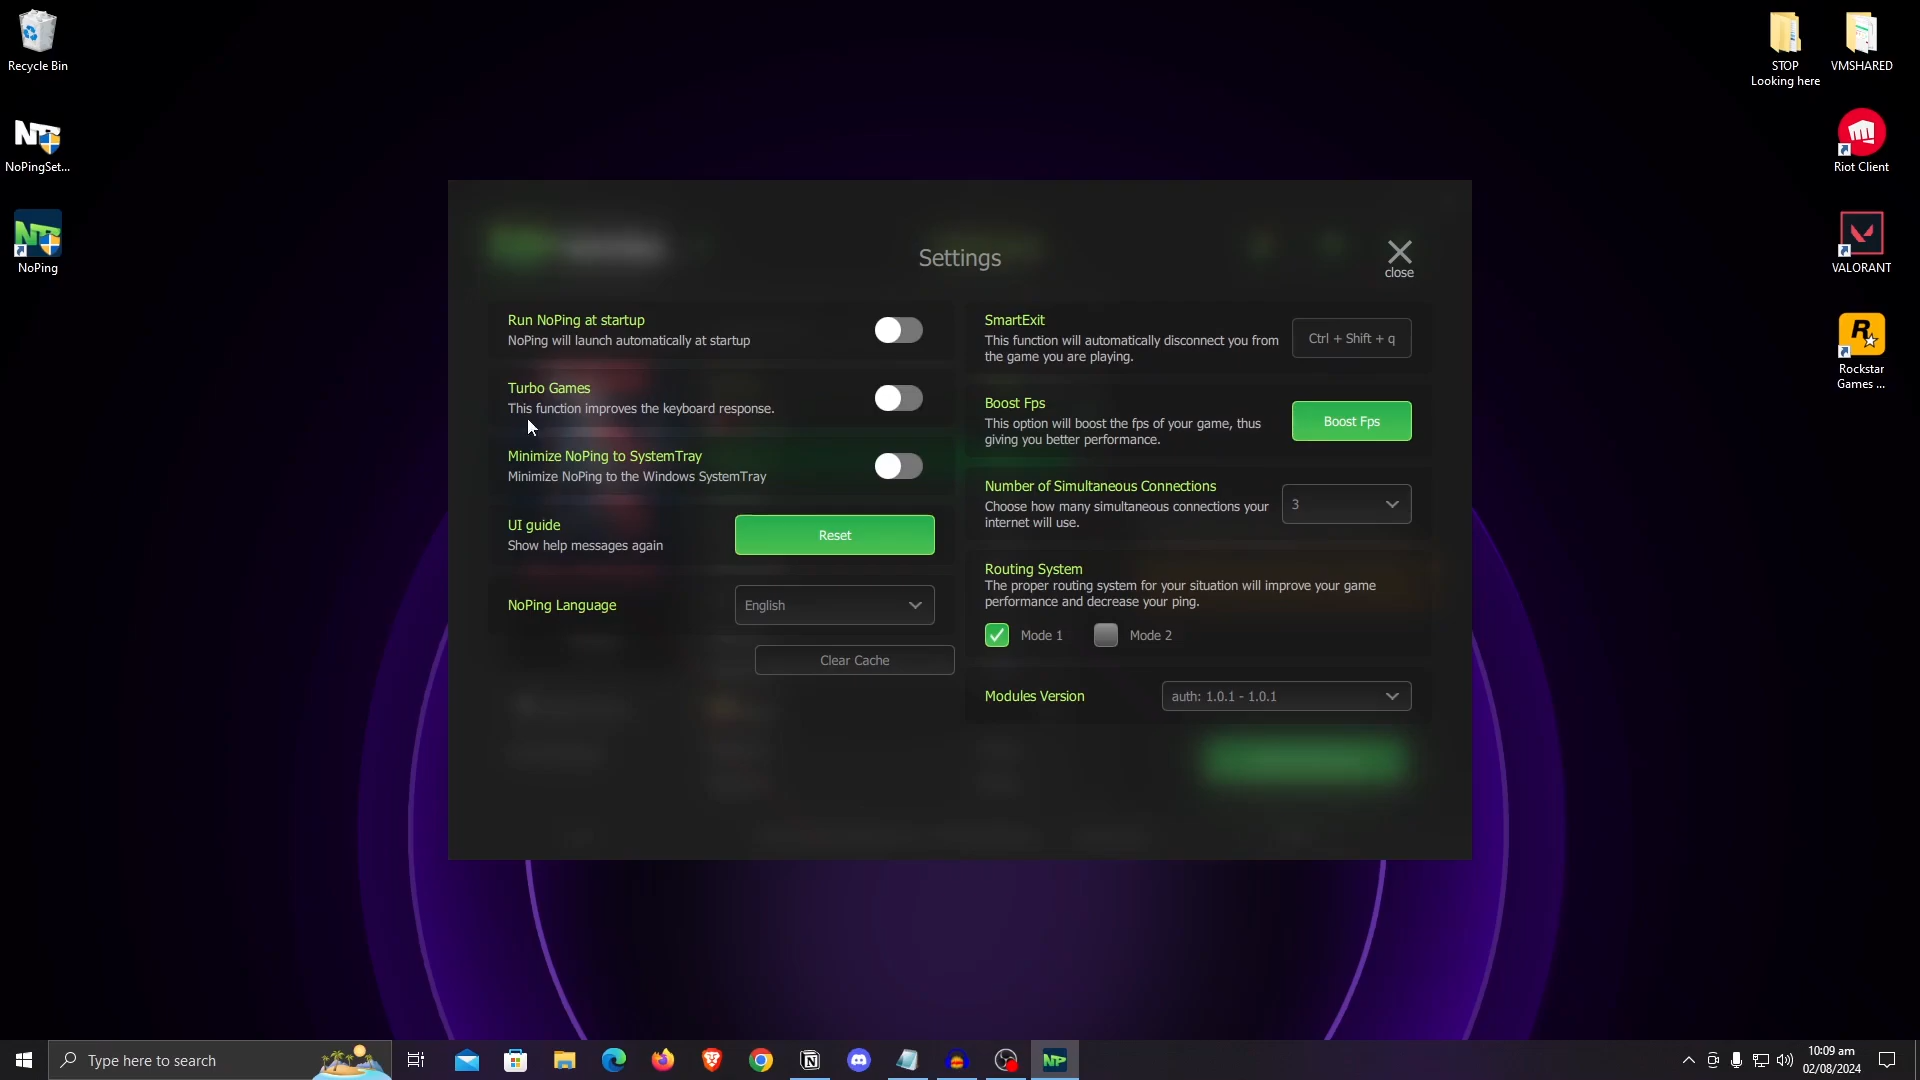 Recycle Bin
NoPingSet...
NoPing
STOP
Looking here
VMSHARED
Riot Client
VALORANT
Rockstar
Games ...
Settings
close
Run NoPing at startup
NoPing will launch automatically at startup
Turbo Games
This function improves the keyboard response.
Minimize NoPing to SystemTray
Minimize NoPing to the Windows SystemTray
UI guide
Show help messages again
Reset
NoPing Language
English
Clear Cache
SmartExit
This function will automatically disconnect you from
the game you are playing.
Ctrl + Shift + q
Boost Fps
This option will boost the fps of your game, thus
giving you better performance.
Boost Fps
Number of Simultaneous Connections
Choose how many simultaneous connections your
internet will use.
3
Routing System
The proper routing system for your situation will improve your game
performance and decrease your ping.
Mode 1
Mode 2
Modules Version
auth: 1.0.1 - 1.0.1
Type here to search
NP
10:09 am
02/08/2024